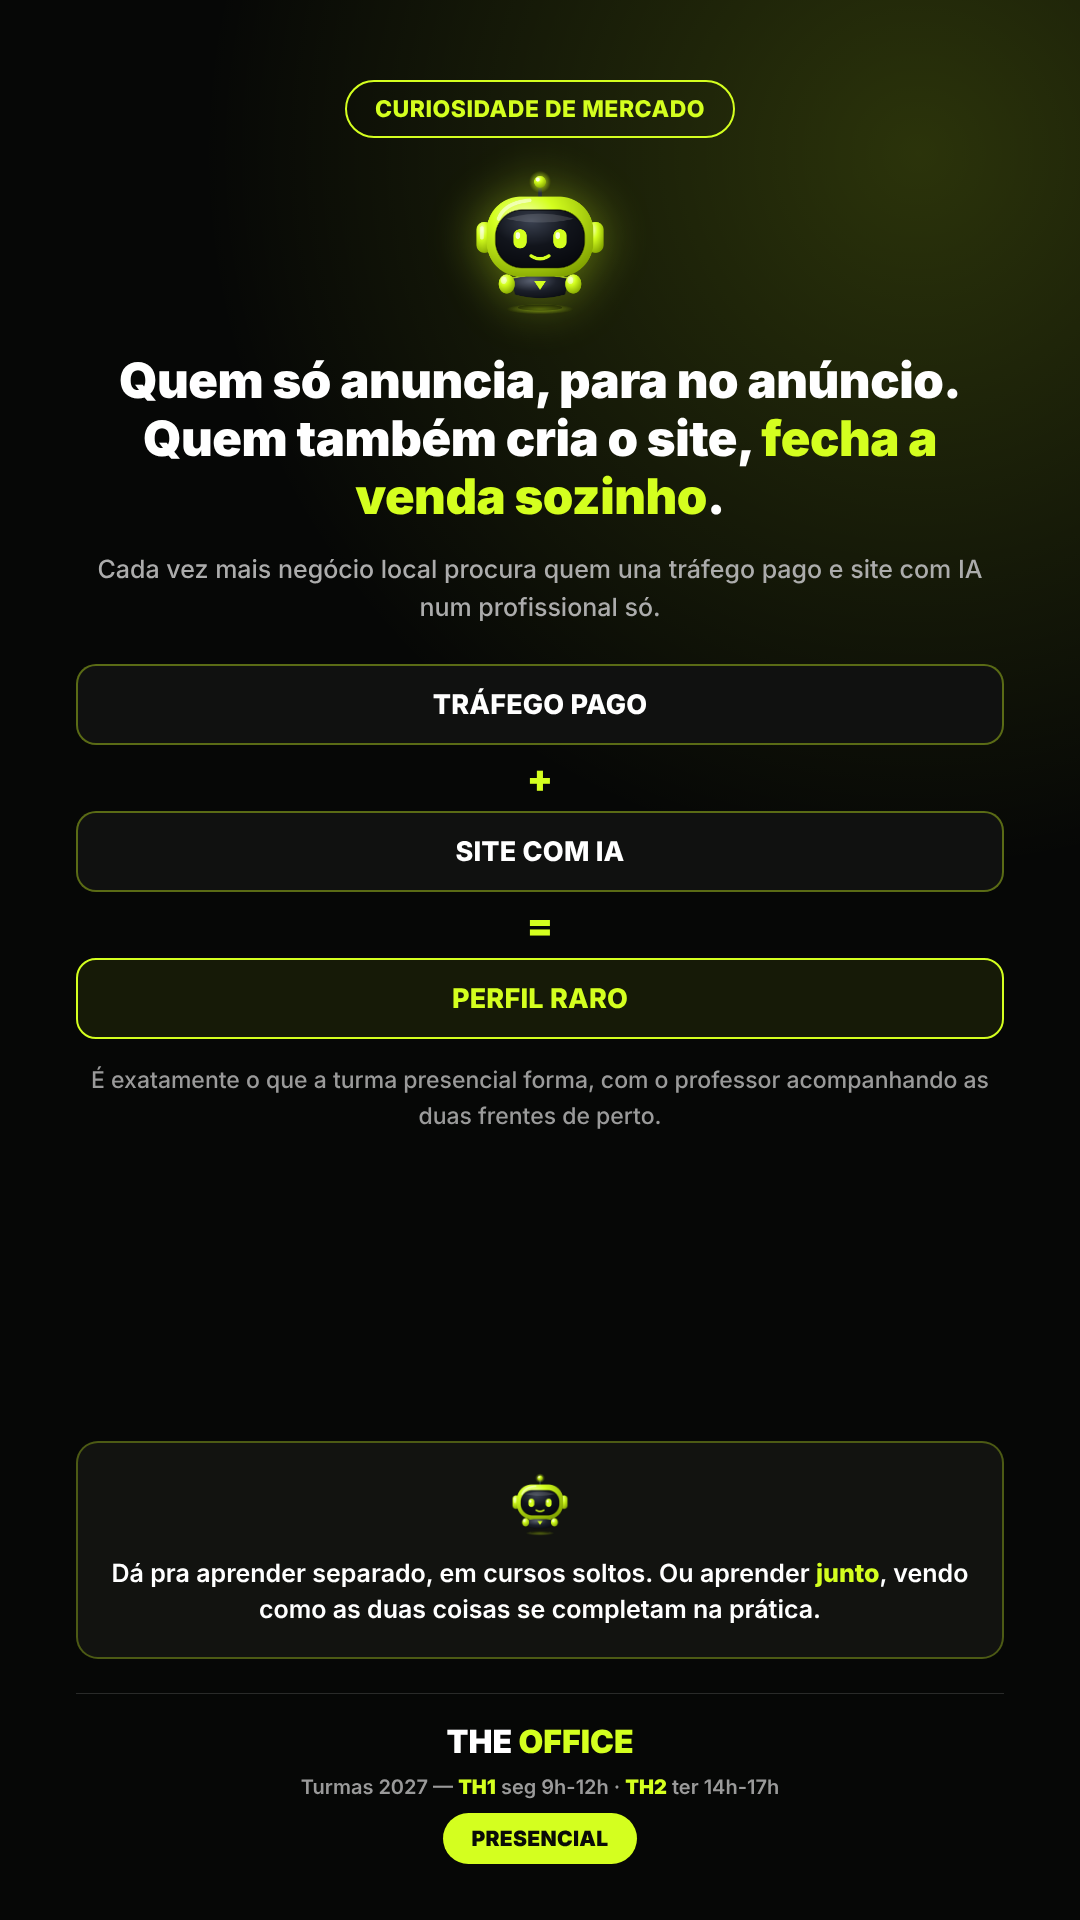 CURIOSIDADE DE MERCADO
Quem só anuncia, para no anúncio.
Quem também cria o site, fecha a
venda sozinho.
Cada vez mais negócio local procura quem una tráfego pago e site com IA
num profissional só.
TRÁFEGO PAGO
+
SITE COM IA
=
PERFIL RARO
É exatamente o que a turma presencial forma, com o professor acompanhando as
duas frentes de perto.
Dá pra aprender separado, em cursos soltos. Ou aprender junto, vendo
como as duas coisas se completam na prática.
THE OFFICE
Turmas 2027 — TH1 seg 9h-12h · TH2 ter 14h-17h
PRESENCIAL